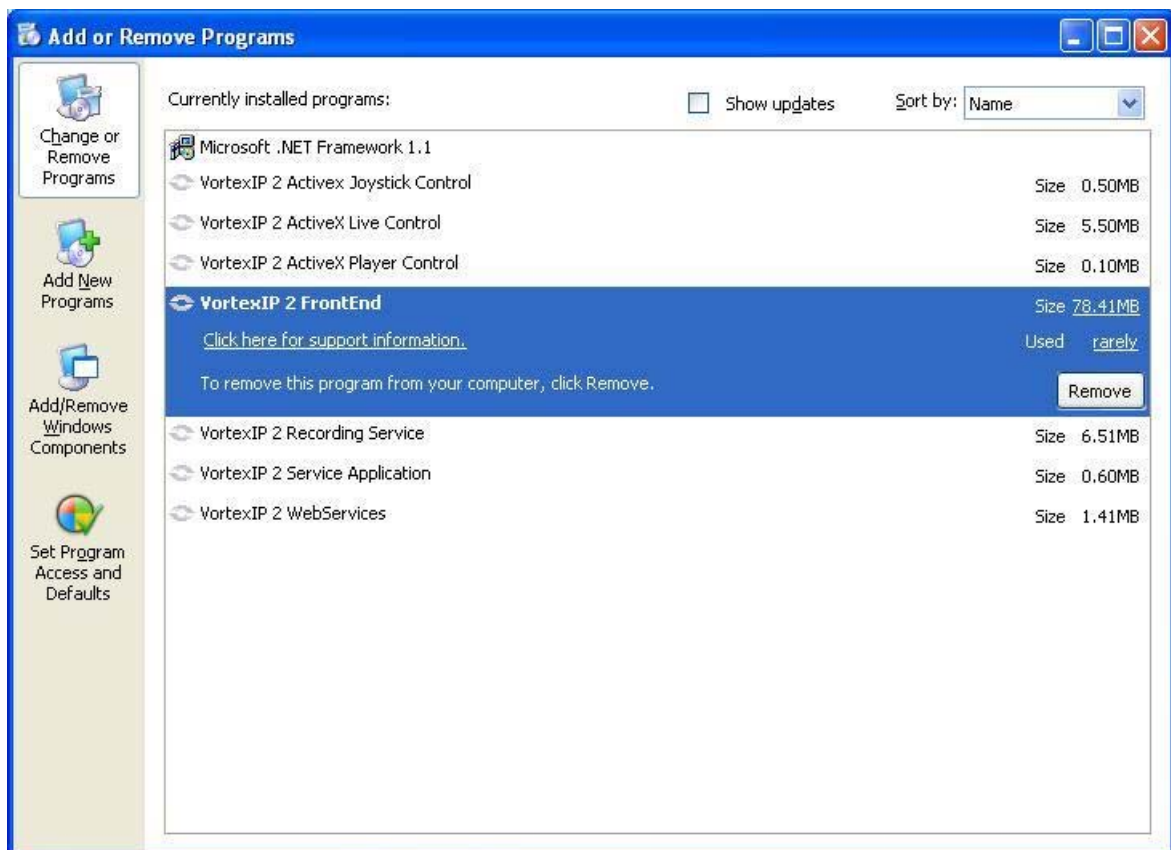 Add or Remove Programs
Change or
Remove
Programs
Add New
Programs
Add/Remove
Windows
Components
Set Program
Access and
Defaults
Currently installed programs:
Show updates
Sort by: Name
Microsoft .NET Framework 1.1
VortexIP 2 Activex Joystick Control Size 0.50MB
VortexIP 2 ActiveX Live Control Size 5.50MB
VortexIP 2 ActiveX Player Control Size 0.10MB
VortexIP 2 FrontEnd Size 78.41MB
Click here for support information. Used rarely
To remove this program from your computer, click Remove.
Remove
VortexIP 2 Recording Service Size 6.51MB
VortexIP 2 Service Application Size 0.60MB
VortexIP 2 WebServices Size 1.41MB